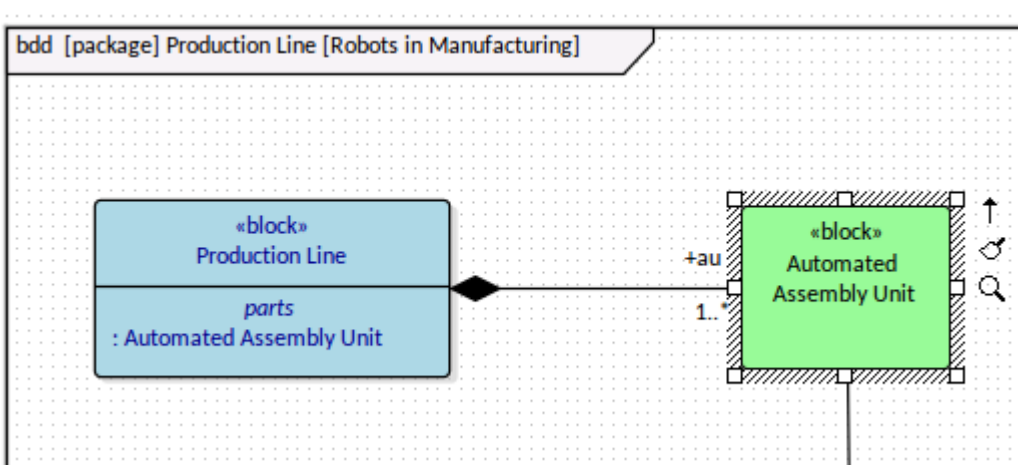 bdd [package] Production Line [Robots in Manufacturing]
«block»
Production Line
parts
: Automated Assembly Unit
+au
1..*
«block»
Automated
Assembly Unit